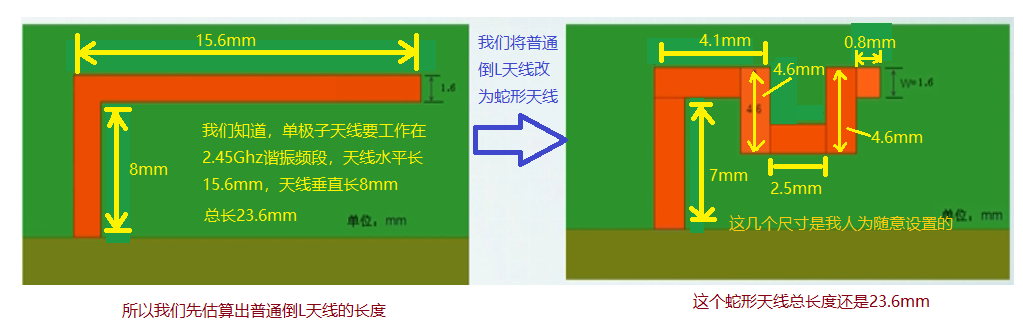 15.6mm
1.6
8mm
我们知道，单极子天线要工作在
2.45Ghz谐振频段，天线水平长
15.6mm，天线垂直长8mm
总长23.6mm
单位：mm
所以我们先估算出普通倒L天线的长度
我们将普通
倒L天线改
为蛇形天线
4.1mm
0.8mm
4.6mm
W=1.6
4.6
4.6mm
7mm
2.5mm
单位：mm
这几个尺寸是我人为随意设置的
这个蛇形天线总长度还是23.6mm